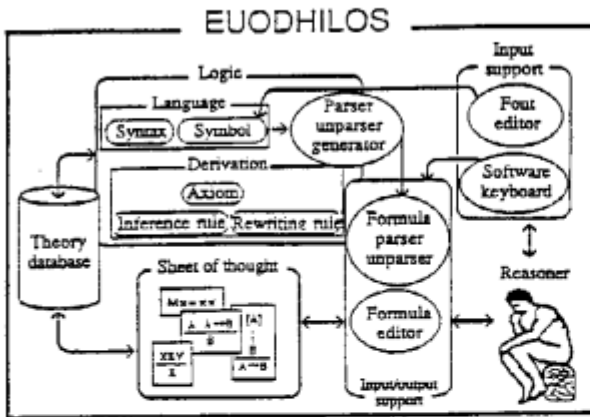 EUODHILOS
Logic
Language
Syntax Symbol
Parser
unparser
generator
Input
support
Font
editor
Software
keyboard
Derivation
Axiom
Inference rule Rewriting rule
Theory
database
Formula
parser
unparser
Formula
editor
Input/output
support
Sheet of thought
[A]
B
A→B
Reasoner